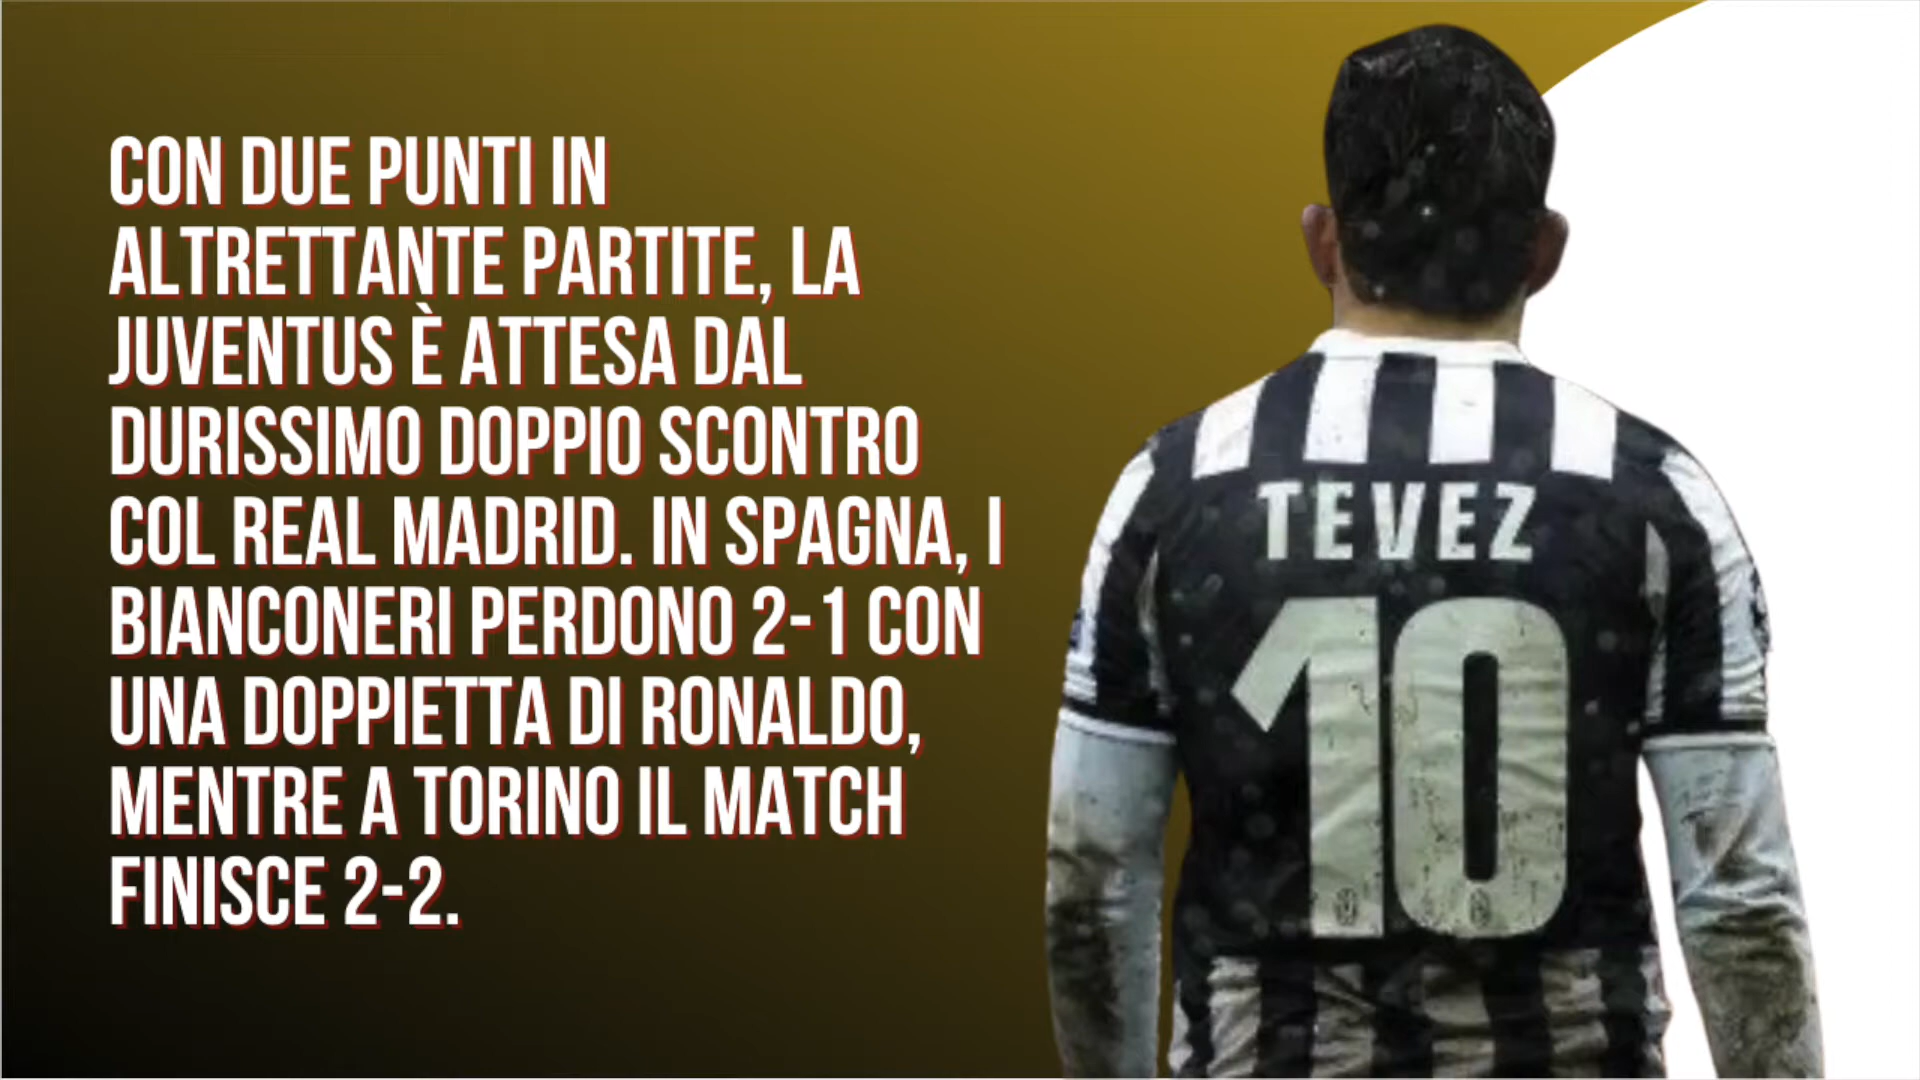 CON DUE PUNTI IN
ALTRETTANTE PARTITE, LA
JUVENTUS È ATTESA DAL
DURISSIMO DOPPIO SCONTRO
COL REAL MADRID. IN SPAGNA, I
BIANCONERI PERDONO 2-1 CON
UNA DOPPIETTA DI RONALDO,
MENTRE A TORINO IL MATCH
FINISCE 2-2.
TEVEZ
10